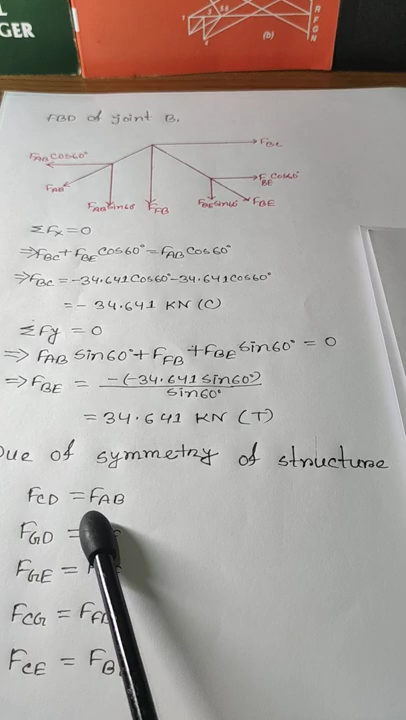 GER
R
F
G
N
(b)
FBD of joint B.
FBC
FAB cos60°
FBE cos60°
FAB
FAB sin60°
FFB
FBE sin60°
FBE
ΣFx = 0
⇒ FBC + FBE cos60° = FAB cos60°
⇒ FBC = -34.641 cos60° - 34.641 cos60°
= - 34.641 KN (C)
ΣFy = 0
⇒ FAB sin60° + FFB + FBE sin60° = 0
⇒ FBE = -(-34.641 sin60°) / sin60°
= 34.641 KN (T)
Due of symmetry of structure
FCD = FAB
FGD =
FGE =
FCG = FF
FCE = FB